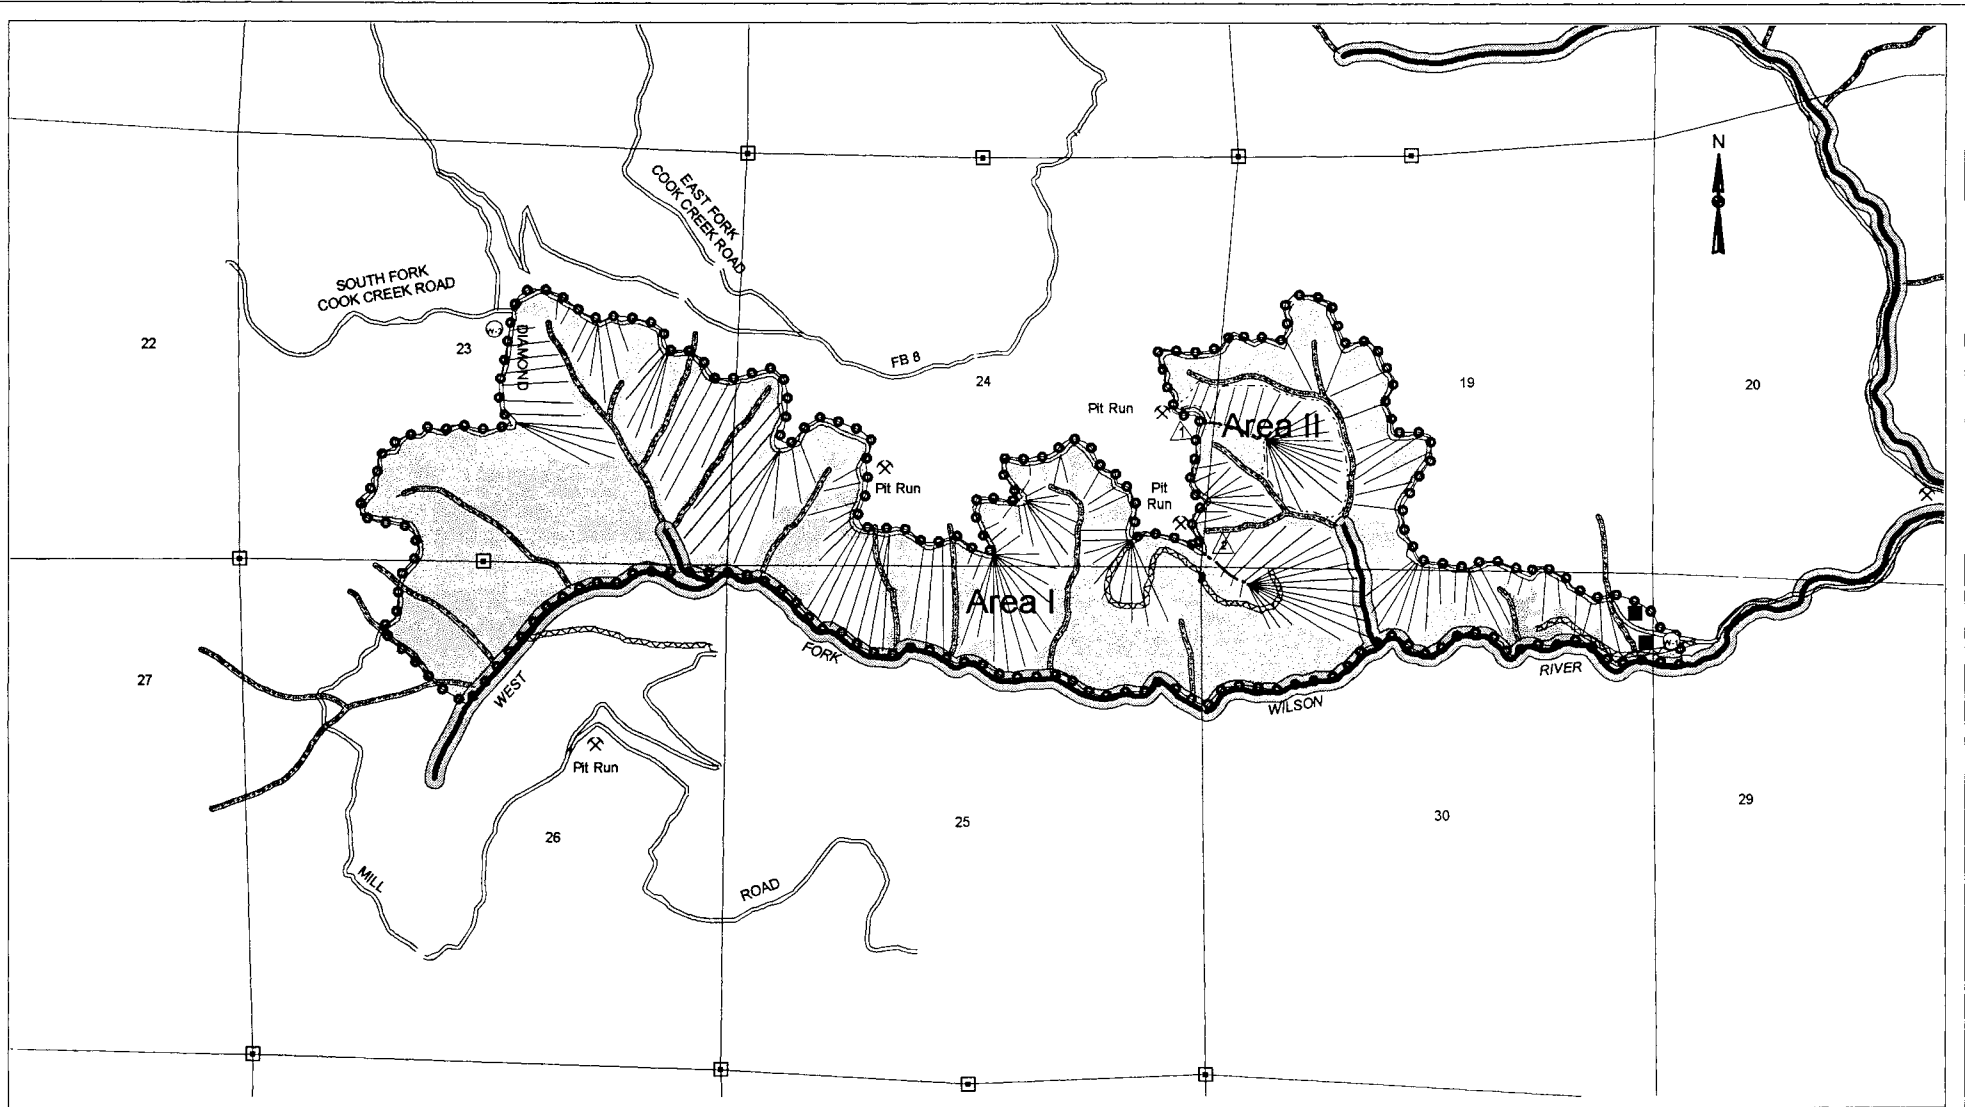 N
EAST FORK
COOK CREEK ROAD
SOUTH FORK
COOK CREEK ROAD
W-2
DIAMOND
22
23
FB 8
24
19
20
Pit Run
Area II
Pit Run
Pit
Run
Area I
27
WEST
FORK
WILSON
RIVER
W-1
Pit Run
26
25
30
29
MILL
ROAD